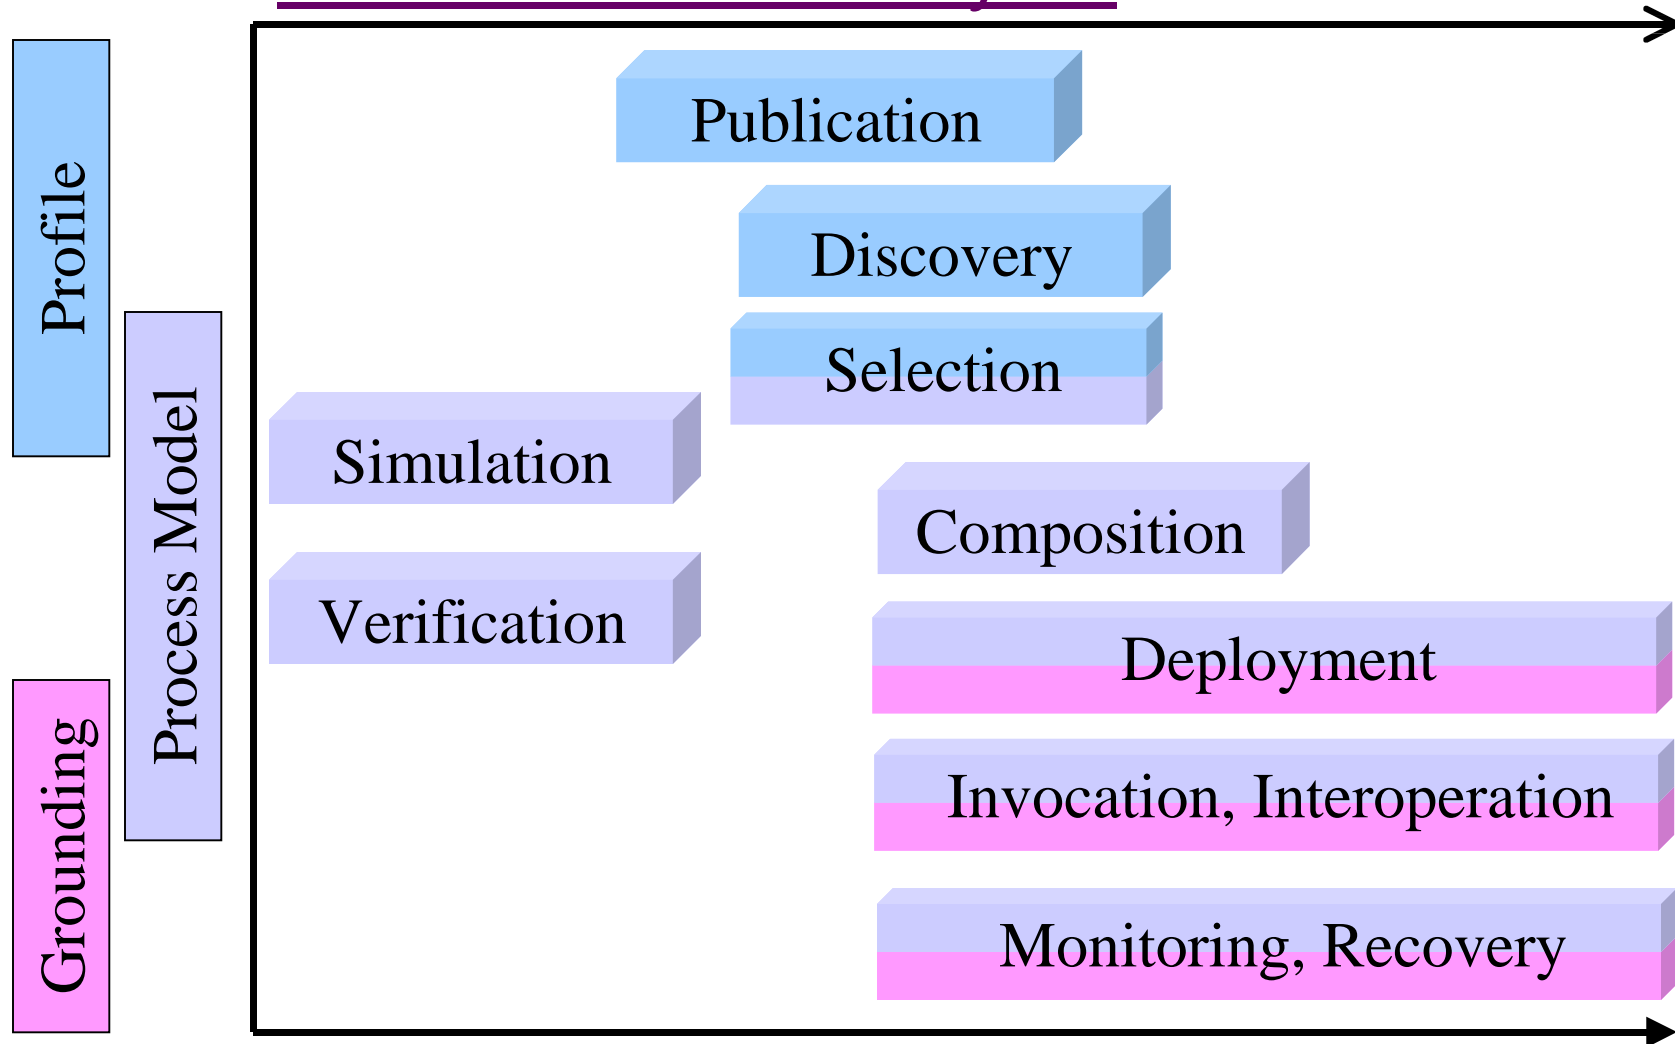 Profile
Process Model
Grounding
Publication
Discovery
Selection
Simulation
Composition
Verification
Deployment
Invocation, Interoperation
Monitoring, Recovery